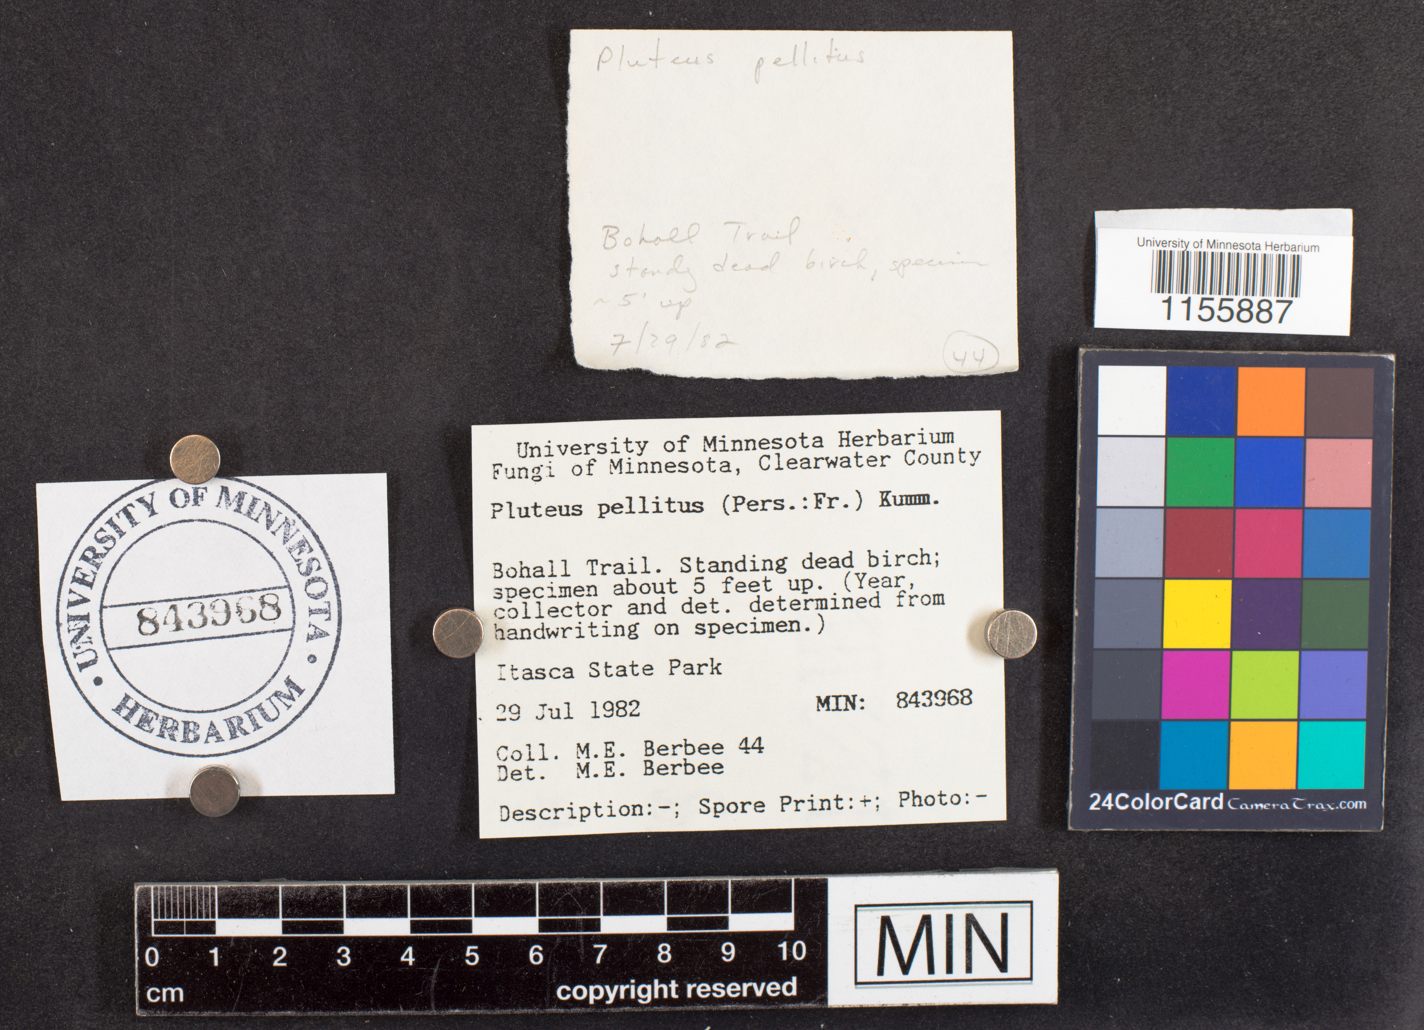 Pluteus pellitus
Bohall Trail
standg dead birch, specimen
~5' up
7/29/82
44
University of Minnesota Herbarium
1155887
University of Minnesota Herbarium
Fungi of Minnesota, Clearwater County
Pluteus pellitus (Pers.:Fr.) Kumm.
Bohall Trail. Standing dead birch;
specimen about 5 feet up. (Year,
collector and det. determined from
handwriting on specimen.)
Itasca State Park
29 Jul 1982 MIN: 843968
Coll. M.E. Berbee 44
Det. M.E. Berbee
Description:-; Spore Print:+; Photo:-
UNIVERSITY OF MINNESOTA
843968
HERBARIUM
24ColorCard CameraTrax.com
0 1 2 3 4 5 6 7 8 9 10
cm
copyright reserved
MIN